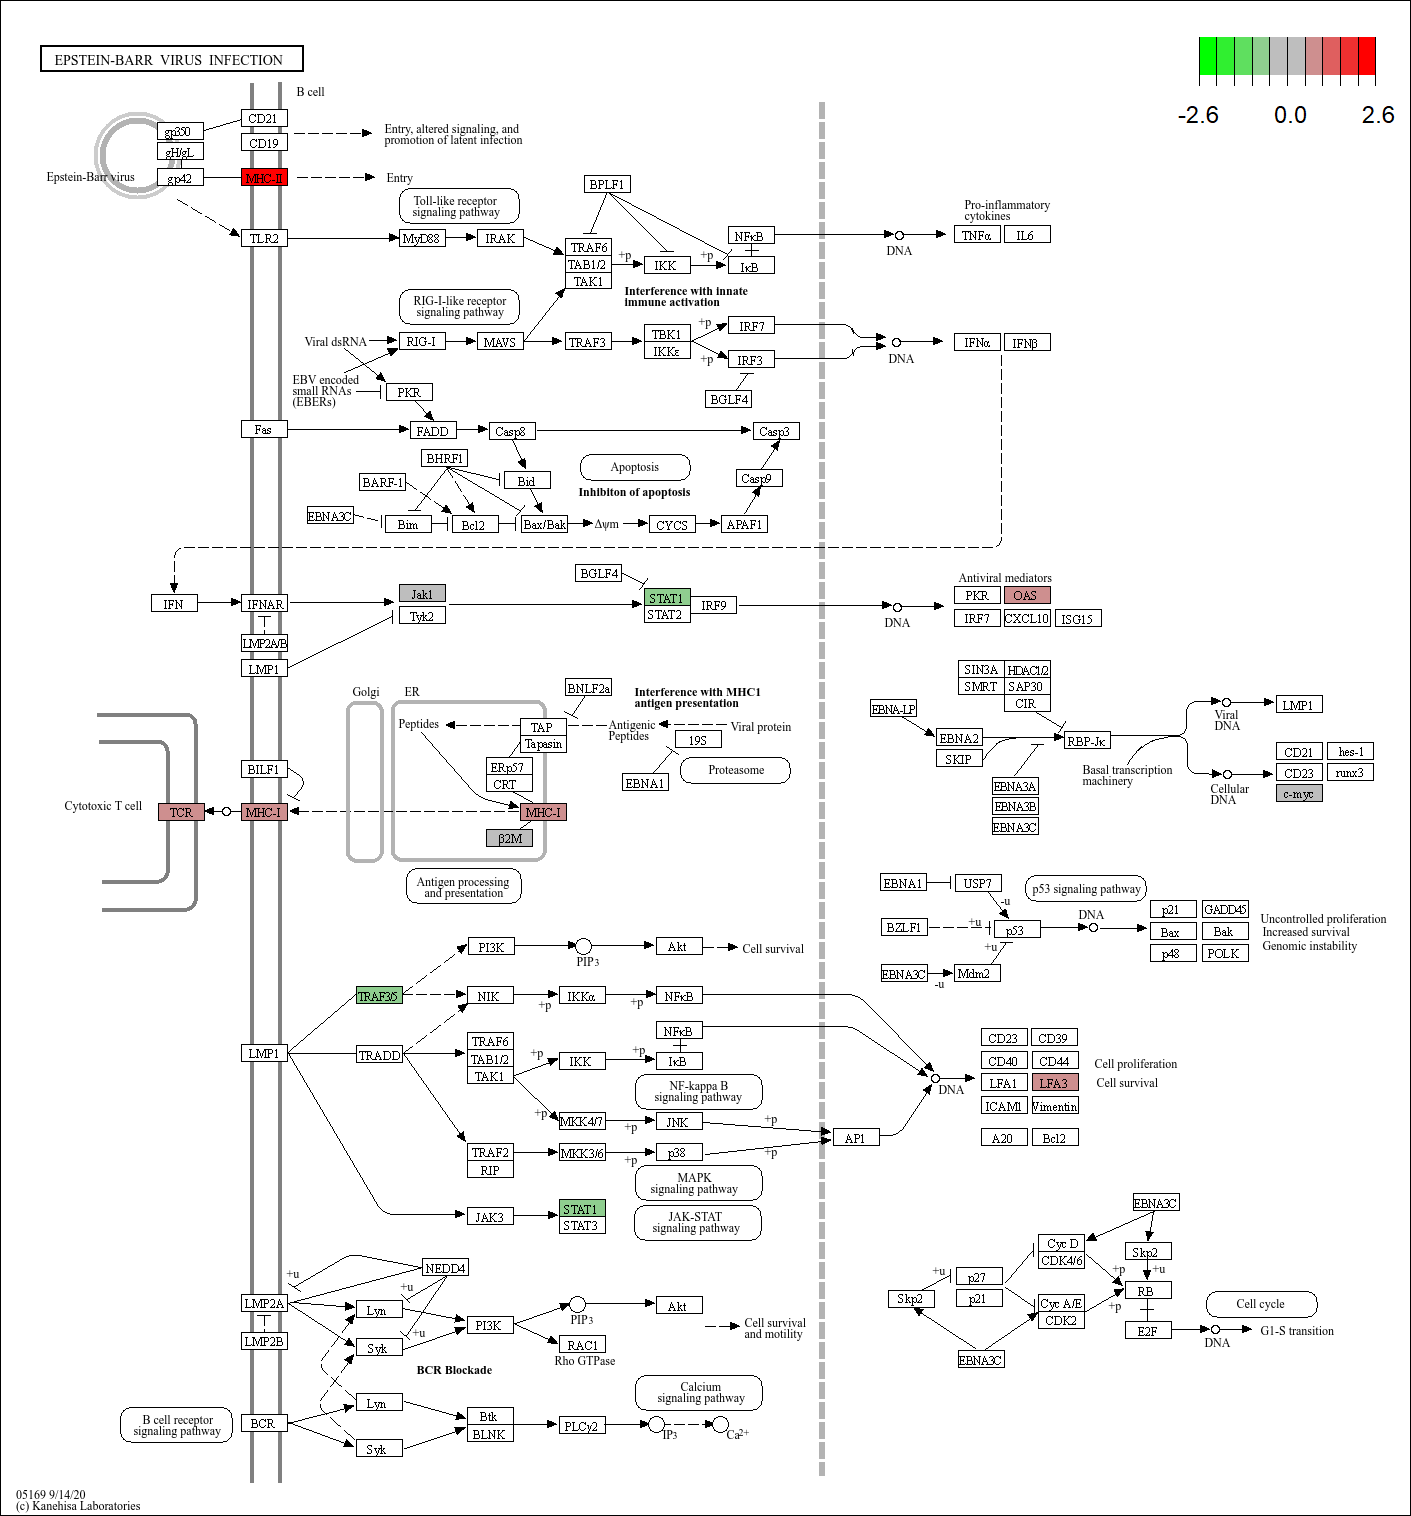 EPSTEIN-BARR VIRUS INFECTION
-2.6 0.0 2.6
B cell
gp350
CD21
gH/gL
CD19
Entry, altered signaling, and
promotion of latent infection
Epstein-Barr virus
gp42
MHC-II
Entry
BPLF1
Toll-like receptor
signaling pathway
TLR2
MyD88
IRAK
TRAF6
TAB1/2
TAK1
+p
IKK
+p
NFκB
IκB
DNA
Pro-inflammatory
cytokines
TNFα
IL6
Interference with innate
immune activation
RIG-I-like receptor
signaling pathway
Viral dsRNA
RIG-I
MAVS
TRAF3
TBK1
IKKε
+p
+p
IRF7
IRF3
DNA
IFNα
IFNβ
EBV encoded
small RNAs
(EBERs)
PKR
BGLF4
Fas
FADD
Casp8
Casp3
BHRF1
Apoptosis
BARF-1
Bid
Casp9
Inhibiton of apoptosis
EBNA3C
Bim
Bcl2
Bax/Bak
Δψm
CYCS
APAF1
BGLF4
IFN
IFNAR
Jak1
Tyk2
STAT1
STAT2
IRF9
DNA
Antiviral mediators
PKR
OAS
IRF7
CXCL10
ISG15
LMP2A/B
LMP1
Golgi
ER
BNLF2a
Interference with MHC1
antigen presentation
Peptides
TAP
Tapasin
Antigenic
Peptides
Viral protein
19S
ERp57
CRT
EBNA1
Proteasome
BILF1
Cytotoxic T cell
TCR
MHC-I
MHC-I
β2M
Antigen processing
and presentation
SIN3A
HDAC1/2
SMRT
SAP30
CIR
EBNA-LP
EBNA2
SKIP
RBP-Jκ
Viral
DNA
LMP1
EBNA3A
EBNA3B
EBNA3C
Basal transcription
machinery
Cellular
DNA
CD21
hes-1
CD23
runx3
c-myc
EBNA1
USP7
p53 signaling pathway
-u
BZLF1
+u
p53
+u
DNA
p21
GADD45
Bax
Bak
p48
POLK
Uncontrolled proliferation
Increased survival
Genomic instability
EBNA3C
-u
Mdm2
PI3K
PIP3
Akt
Cell survival
TRAF3/5
NIK
+p
IKKα
+p
NFκB
LMP1
TRADD
TRAF6
TAB1/2
TAK1
+p
IKK
+p
NFκB
IκB
NF-kappa B
signaling pathway
+p
MKK4/7
+p
JNK
+p
TRAF2
RIP
MKK3/6
+p
p38
+p
AP1
MAPK
signaling pathway
DNA
CD23
CD39
CD40
CD44
LFA1
LFA3
ICAM1
Vimentin
A20
Bcl2
Cell proliferation
Cell survival
JAK3
STAT1
STAT3
JAK-STAT
signaling pathway
+u
NEDD4
+u
LMP2A
Lyn
+u
LMP2B
Syk
PI3K
PIP3
Akt
RAC1
Rho GTPase
Cell survival
and motility
BCR Blockade
B cell receptor
signaling pathway
BCR
Lyn
Syk
Btk
BLNK
PLCγ2
IP3
Ca2+
Calcium
signaling pathway
EBNA3C
Cyc D
CDK4/6
Skp2
+u
+p
+u
p27
p21
Skp2
Cyc A/E
CDK2
+p
RB
E2F
DNA
Cell cycle
G1-S transition
EBNA3C
05169 9/14/20
(c) Kanehisa Laboratories